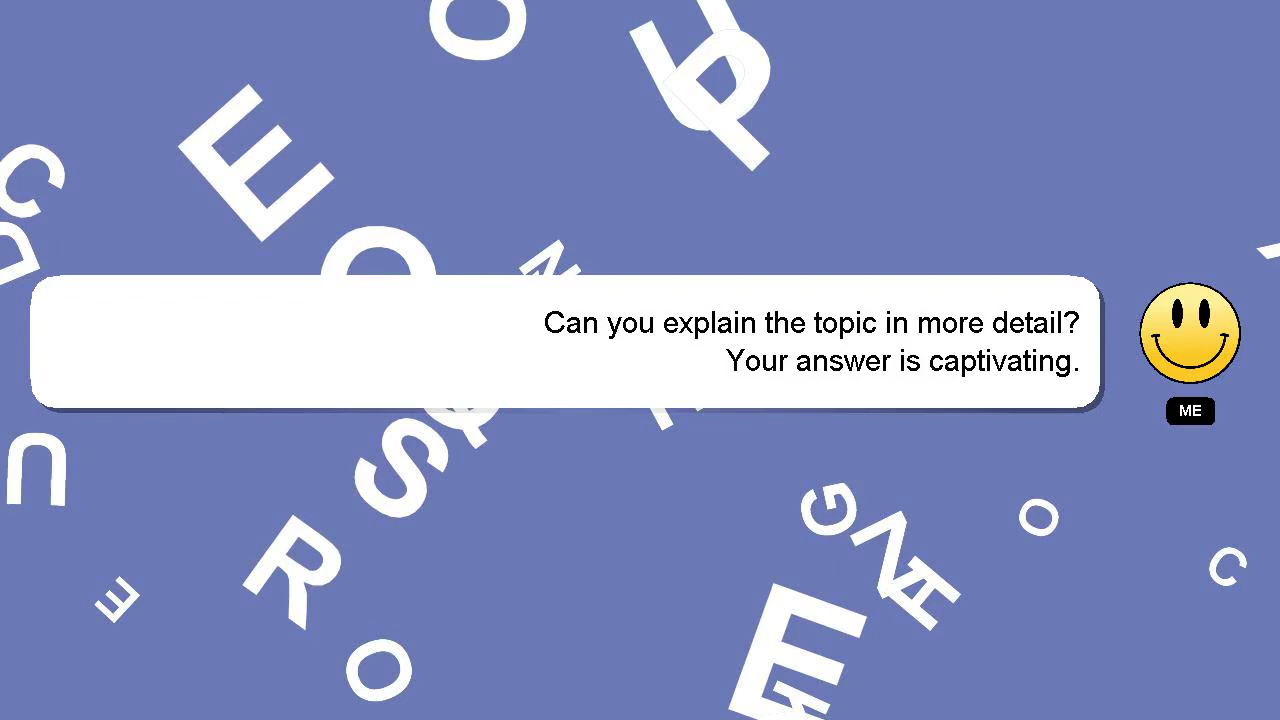 Can you explain the topic in more detail?
Your answer is captivating.
ME